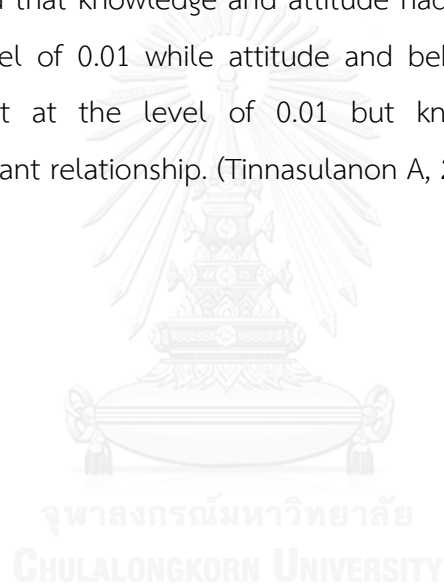 that knowledge and attitude had
el of 0.01 while attitude and beh
t at the level of 0.01 but kn
ant relationship. (Tinnasulanon A, 2
จุฬาลงกรณ์มหาวิทยาลัย
CHULALONGKORN UNIVERSITY